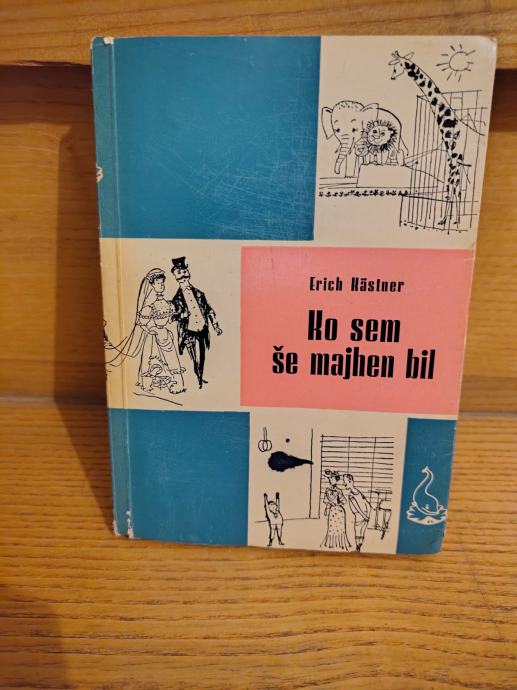 Erich Kästner
Ko sem
še majhen bil